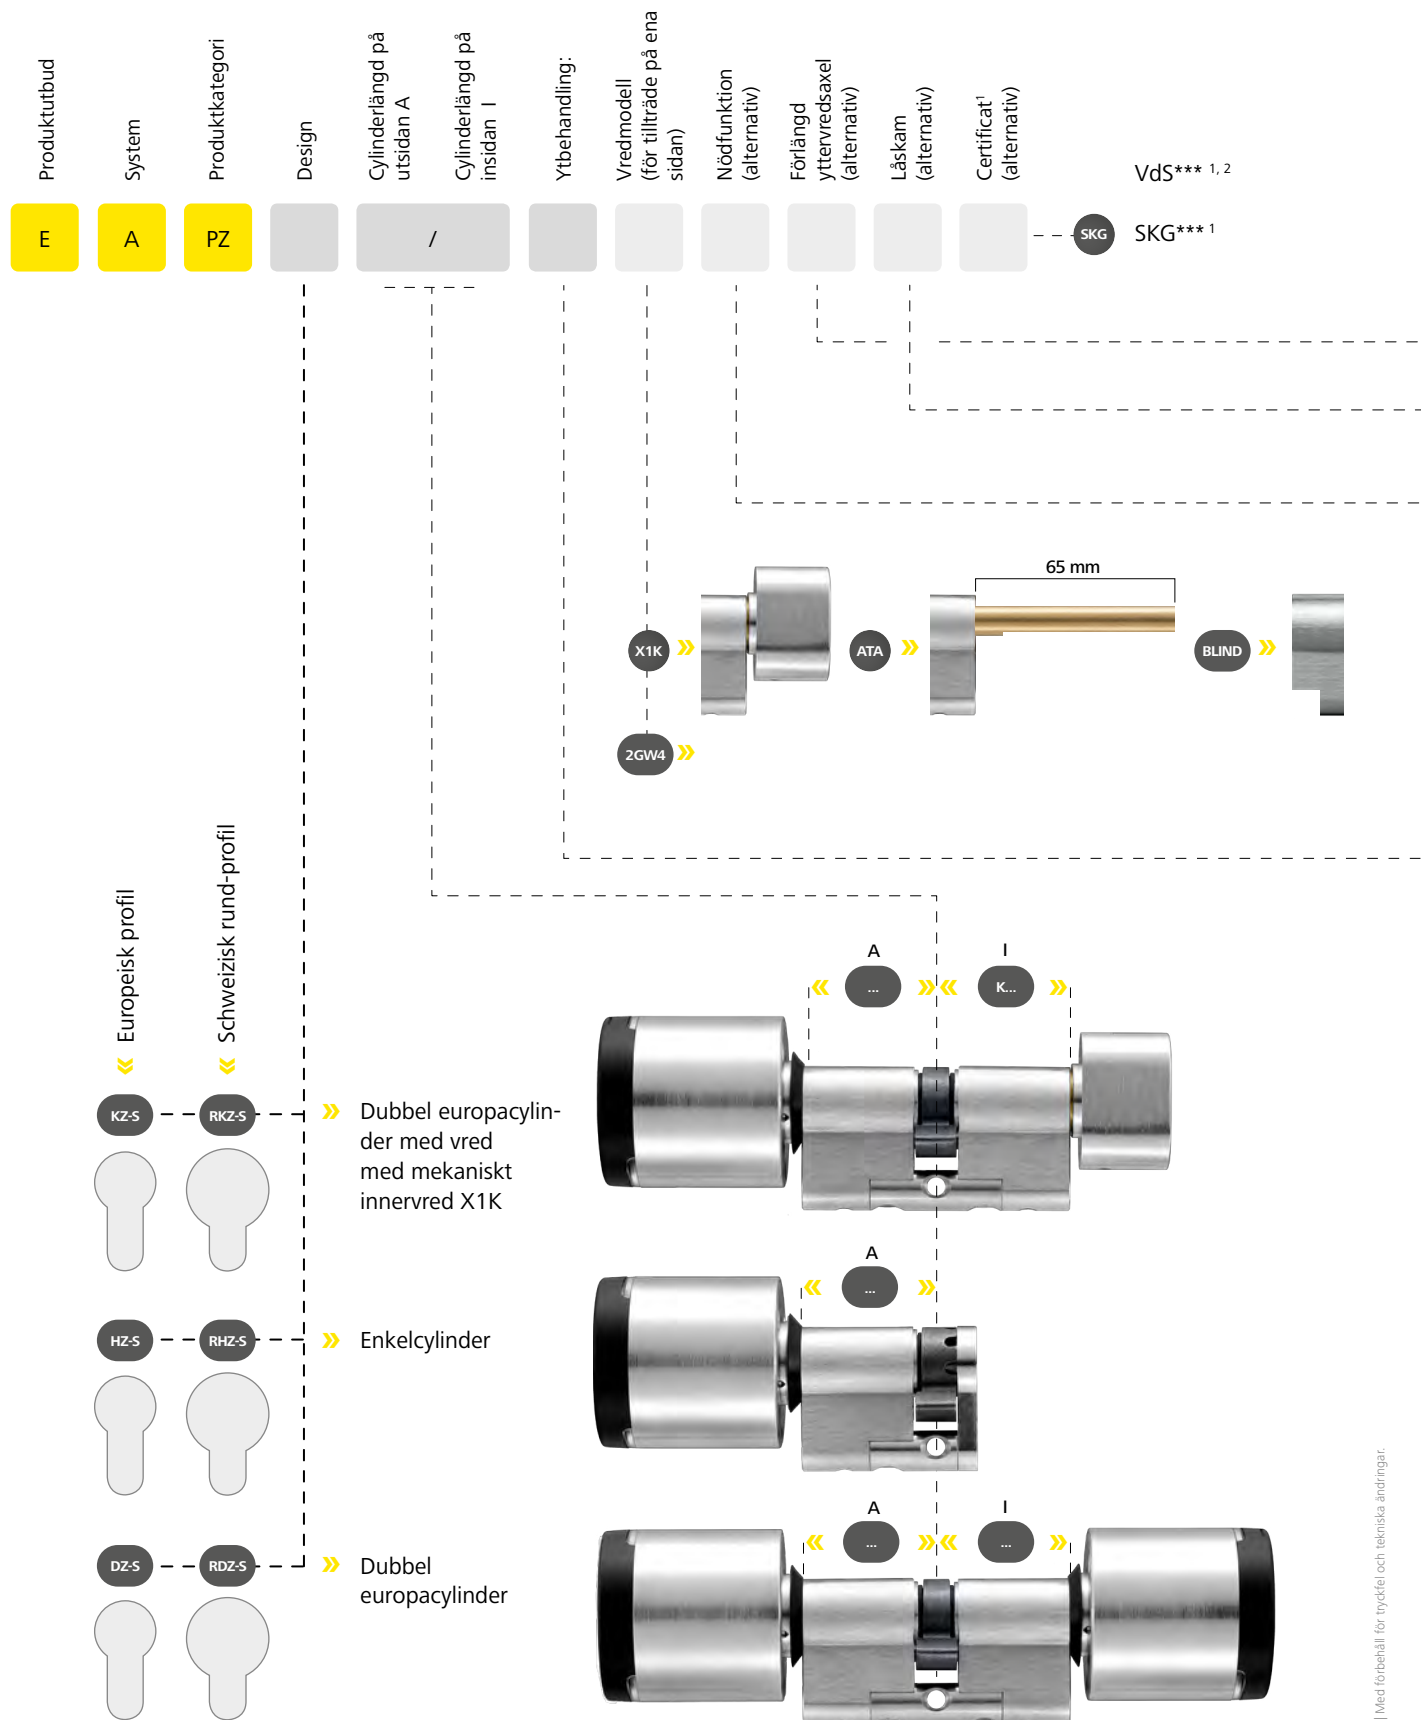 Produktutbud
System
Produktkategori
Design
Cylinderlängd på
utsidan A
Cylinderlängd på
insidan I
Ytbehandling:
Vredmodell
(för tillträde på ena
sidan)
Nödfunktion
(alternativ)
Förlängd
yttervredsaxel
(alternativ)
Låskam
(alternativ)
Certificat¹
(alternativ)
VdS*** ¹, ²
E
A
PZ
/
SKG
SKG*** ¹
65 mm
X1K »
ATA »
BLIND »
2GW4 »
Europeisk profil
Schweizisk rund-profil
A
I
« ... »
« K... »
KZ-S
RKZ-S
» Dubbel europacylin-
der med vred
med mekaniskt
innervred X1K
A
« ... »
HZ-S
RHZ-S
» Enkelcylinder
A
I
« ... »
« ... »
DZ-S
RDZ-S
» Dubbel
europacylinder
| Med förbehåll för tryckfel och tekniska ändringar.